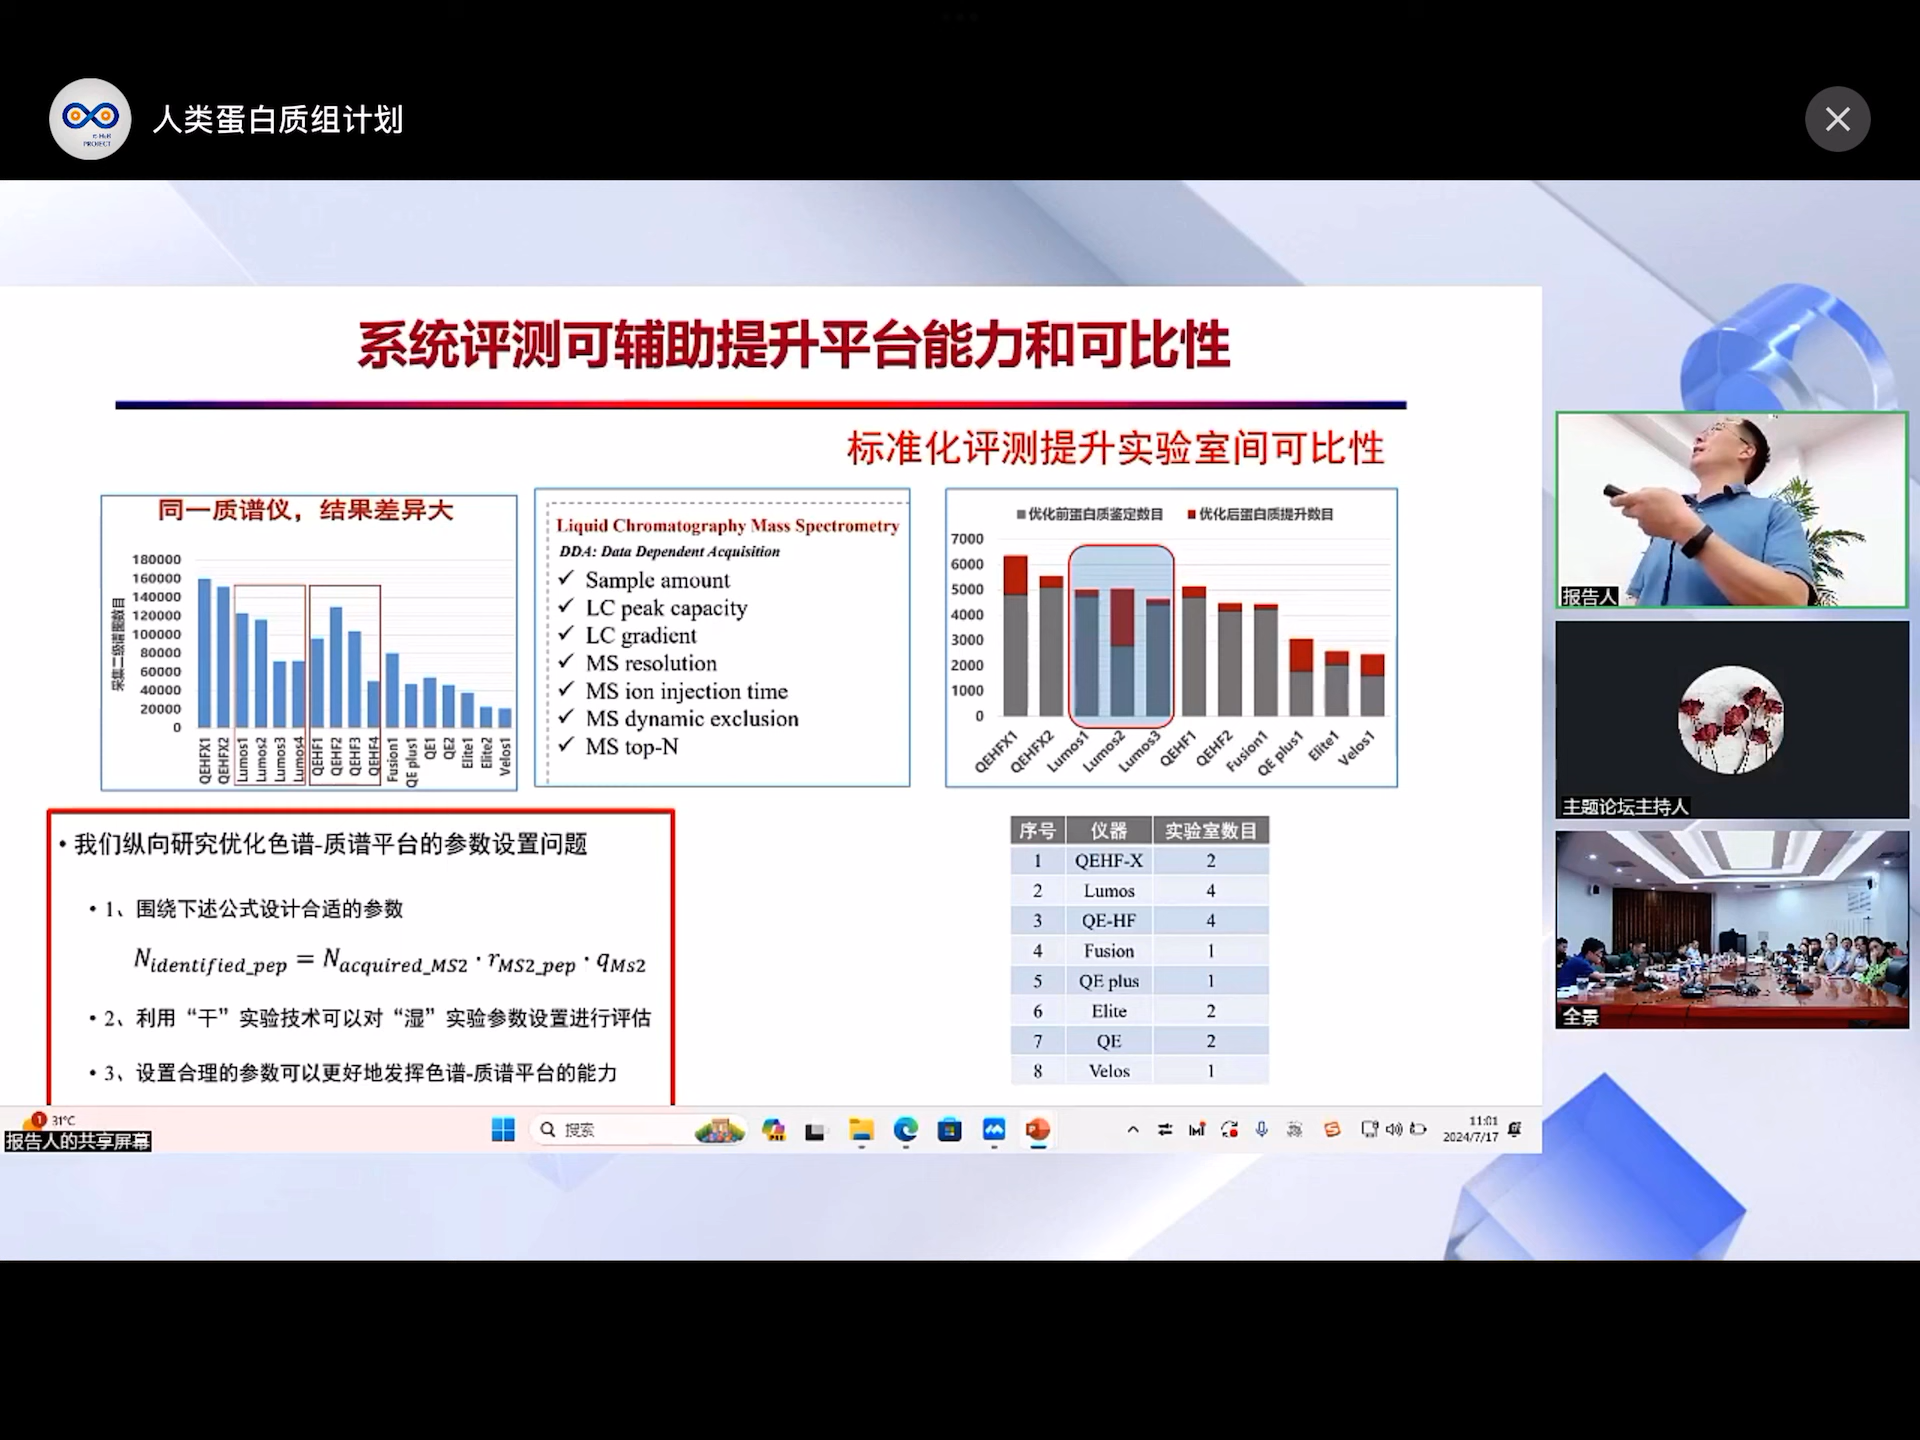 人类蛋白质组计划
PROJECT
系统评测可辅助提升平台能力和可比性
标准化评测提升实验室间可比性
同一质谱仪，结果差异大
采集二级谱图数目
180000
160000
140000
120000
100000
80000
60000
40000
20000
0
QEHFX1
QEHFX2
Lumos1
Lumos2
Lumos3
Lumos4
QEHF1
QEHF2
QEHF3
QEHF4
Fusion1
QE plus1
QE1
QE2
Elite1
Elite2
Velos1
Liquid Chromatography Mass Spectrometry
DDA: Data Dependent Acquisition
✓ Sample amount
✓ LC peak capacity
✓ LC gradient
✓ MS resolution
✓ MS ion injection time
✓ MS dynamic exclusion
✓ MS top-N
优化前蛋白质鉴定数目 优化后蛋白质提升数目
7000
6000
5000
4000
3000
2000
1000
0
QEHFX1
QEHFX2
Lumos1
Lumos2
Lumos3
QEHF1
QEHF2
Fusion1
QE plus1
Elite1
Velos1
• 我们纵向研究优化色谱-质谱平台的参数设置问题
• 1、围绕下述公式设计合适的参数
N_identified_pep = N_acquired_MS2 · r_MS2_pep · q_Ms2
• 2、利用“干”实验技术可以对“湿”实验参数设置进行评估
• 3、设置合理的参数可以更好地发挥色谱-质谱平台的能力
序号 仪器 实验室数目
1 QEHF-X 2
2 Lumos 4
3 QE-HF 4
4 Fusion 1
5 QE plus 1
6 Elite 2
7 QE 2
8 Velos 1
报告人
主题论坛主持人
全景
1
31°C
报告人的共享屏幕
搜索
11:01
2024/7/17